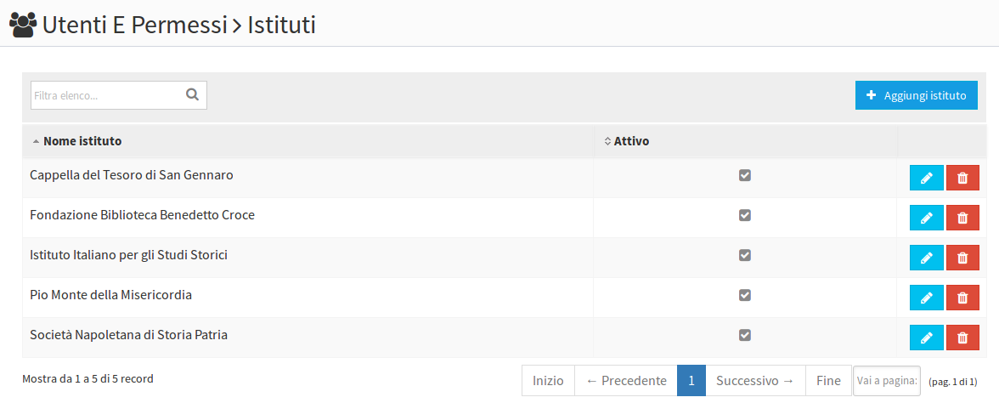 Utenti E Permessi > Istituti
Filtra elenco...
Aggiungi istituto
Nome istituto Attivo
Cappella del Tesoro di San Gennaro
Fondazione Biblioteca Benedetto Croce
Istituto Italiano per gli Studi Storici
Pio Monte della Misericordia
Società Napoletana di Storia Patria
Mostra da 1 a 5 di 5 record Inizio ← Precedente 1 Successivo → Fine Vai a pagina: (pag. 1 di 1)